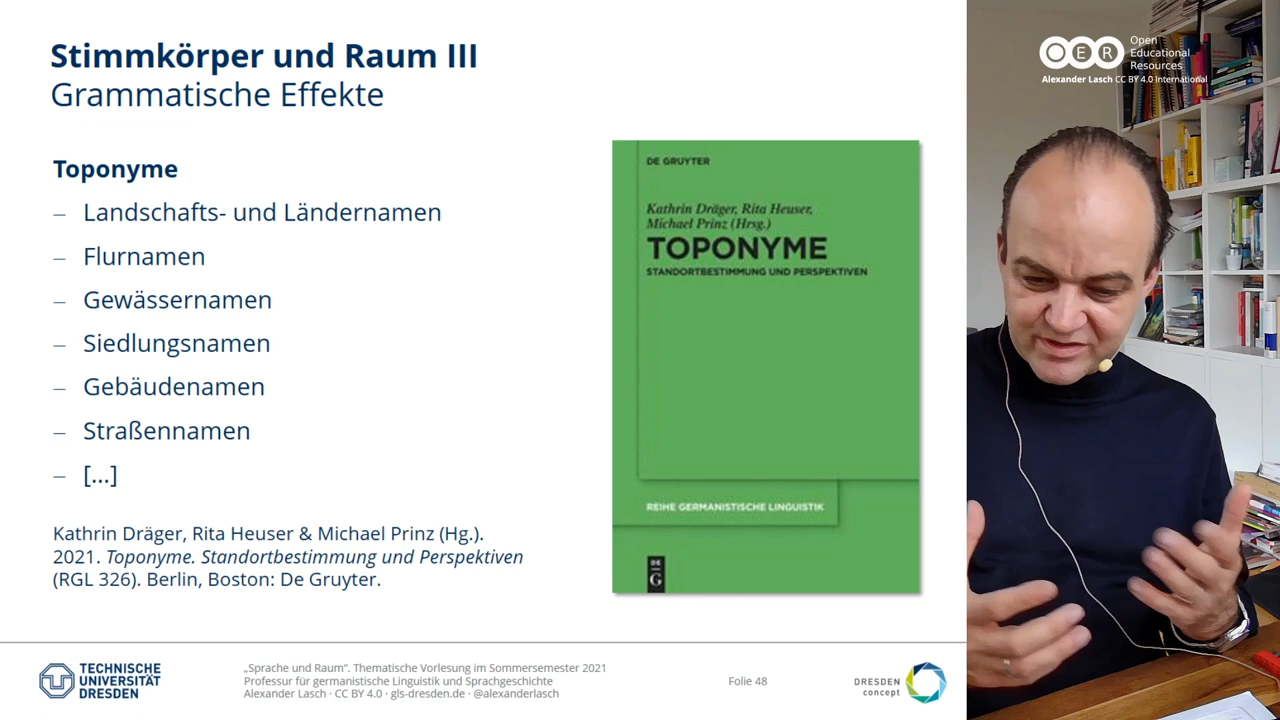 Stimmkörper und Raum III
Grammatische Effekte
Toponyme
– Landschafts- und Ländernamen
– Flurnamen
– Gewässernamen
– Siedlungsnamen
– Gebäudenamen
– Straßennamen
– [...]
Kathrin Dräger, Rita Heuser & Michael Prinz (Hg.).
2021. Toponyme. Standortbestimmung und Perspektiven
(RGL 326). Berlin, Boston: De Gruyter.
DE GRUYTER
Kathrin Dräger, Rita Heuser,
Michael Prinz (Hrsg.)
TOPONYME
STANDORTBESTIMMUNG UND PERSPEKTIVEN
REIHE GERMANISTISCHE LINGUISTIK
DE
G
OER
Open
Educational
Resources
Alexander Lasch CC BY 4.0 International
TECHNISCHE
UNIVERSITÄT
DRESDEN
„Sprache und Raum“. Thematische Vorlesung im Sommersemester 2021
Professur für germanistische Linguistik und Sprachgeschichte
Alexander Lasch · CC BY 4.0 · gls-dresden.de · @alexanderlasch
Folie 48
DRESDEN
concept